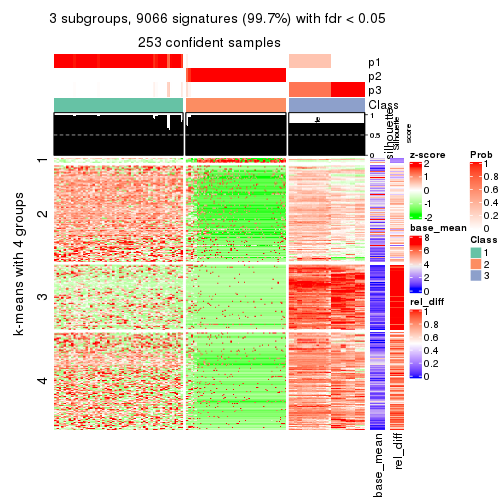 3 subgroups, 9066 signatures (99.7%) with fdr < 0.05
253 confident samples
p1
p2
p3
Class
silhouette
Silhouette
score
1
0.5
0
k-means with 4 groups
1
2
3
4
base_mean
rel_diff
z-score
2
1
0
-1
-2
base_mean
8
6
4
2
0
rel_diff
1
0.8
0.6
0.4
0.2
0
Prob
1
0.8
0.6
0.4
0.2
0
Class
1
2
3